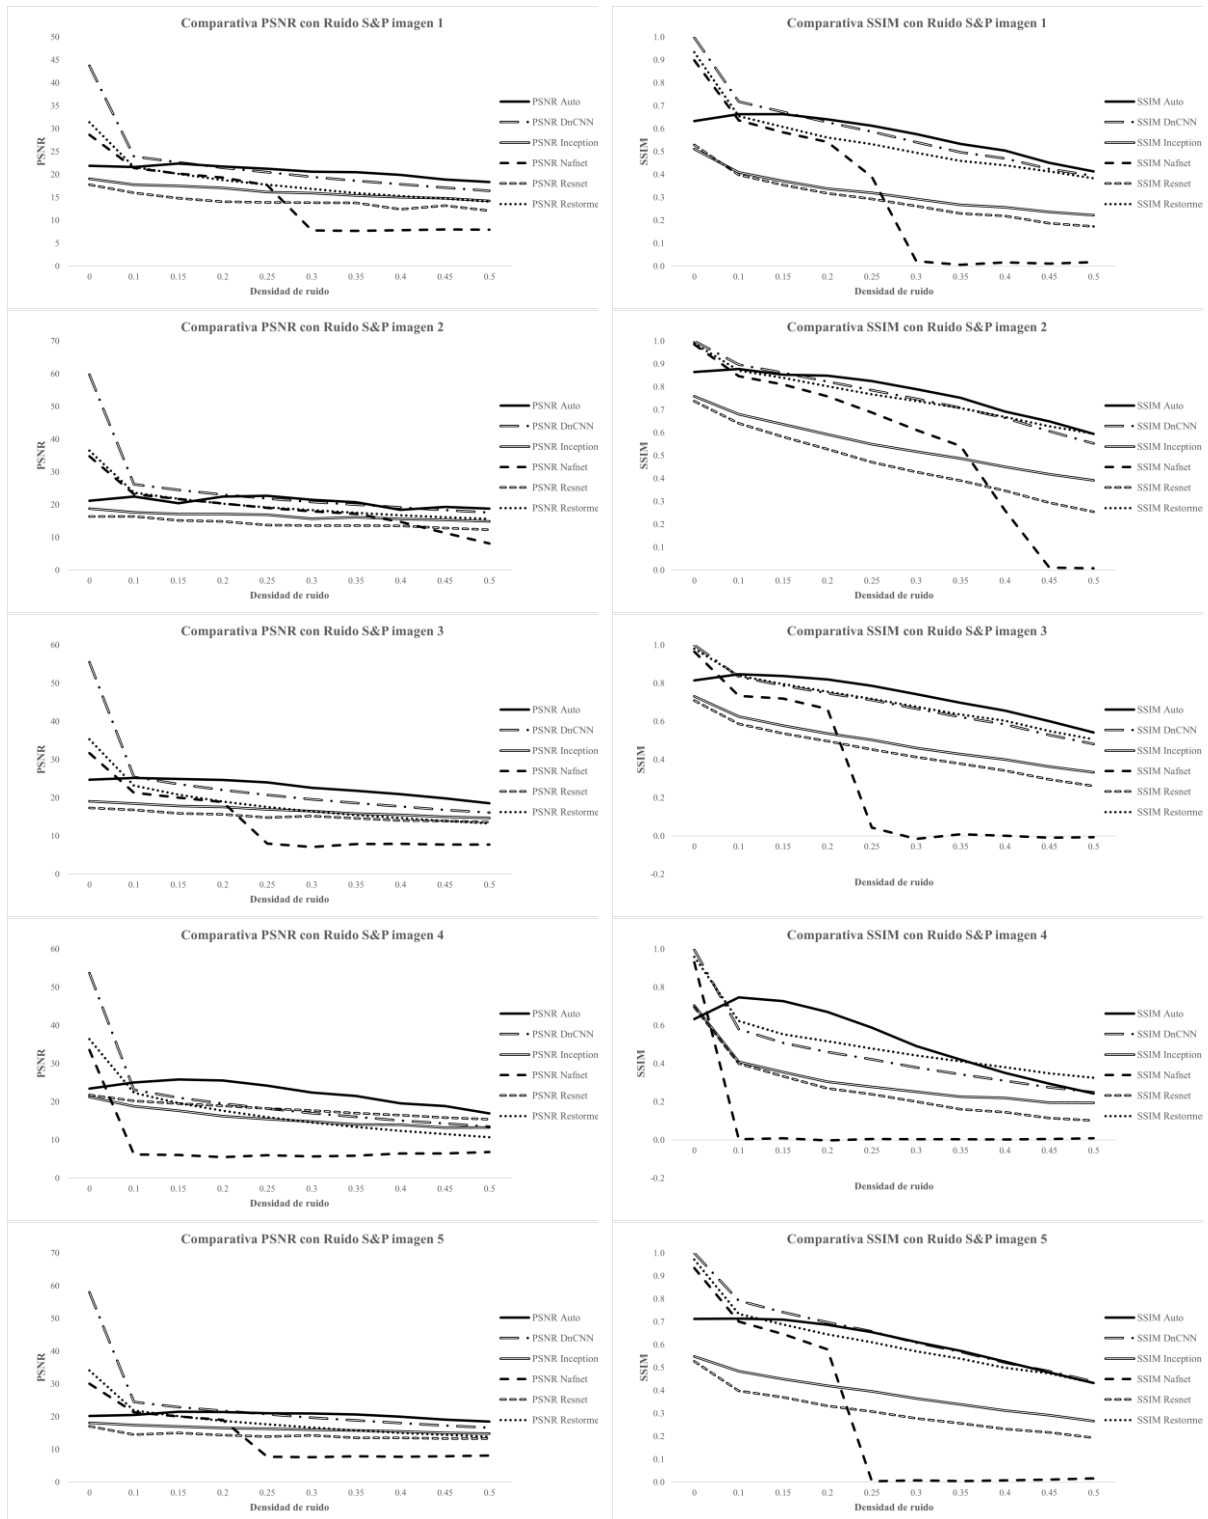 Comparativa PSNR con Ruido S&P imagen 1
50
45
40
35
30
25
20
15
10
5
0
PSNR
0 0.1 0.15 0.2 0.25 0.3 0.35 0.4 0.45 0.5
Densidad de ruido
PSNR Auto
PSNR DnCNN
PSNR Inception
PSNR Nafnet
PSNR Resnet
PSNR Restorme
Comparativa SSIM con Ruido S&P imagen 1
1.0
0.9
0.8
0.7
0.6
0.5
0.4
0.3
0.2
0.1
0.0
SSIM
0 0.1 0.15 0.2 0.25 0.3 0.35 0.4 0.45 0.5
Densidad de ruido
SSIM Auto
SSIM DnCNN
SSIM Inception
SSIM Nafnet
SSIM Resnet
SSIM Restorme
Comparativa PSNR con Ruido S&P imagen 2
70
60
50
40
30
20
10
0
PSNR
0 0.1 0.15 0.2 0.25 0.3 0.35 0.4 0.45 0.5
Densidad de ruido
PSNR Auto
PSNR DnCNN
PSNR Inception
PSNR Nafnet
PSNR Resnet
PSNR Restorme
Comparativa SSIM con Ruido S&P imagen 2
1.0
0.9
0.8
0.7
0.6
0.5
0.4
0.3
0.2
0.1
0.0
SSIM
0 0.1 0.15 0.2 0.25 0.3 0.35 0.4 0.45 0.5
Densidad de ruido
SSIM Auto
SSIM DnCNN
SSIM Inception
SSIM Nafnet
SSIM Resnet
SSIM Restorme
Comparativa PSNR con Ruido S&P imagen 3
60
50
40
30
20
10
0
PSNR
0 0.1 0.15 0.2 0.25 0.3 0.35 0.4 0.45 0.5
Densidad de ruido
PSNR Auto
PSNR DnCNN
PSNR Inception
PSNR Nafnet
PSNR Resnet
PSNR Restorme
Comparativa SSIM con Ruido S&P imagen 3
1.0
0.8
0.6
0.4
0.2
0.0
-0.2
SSIM
0 0.1 0.15 0.2 0.25 0.3 0.35 0.4 0.45 0.5
Densidad de ruido
SSIM Auto
SSIM DnCNN
SSIM Inception
SSIM Nafnet
SSIM Resnet
SSIM Restorme
Comparativa PSNR con Ruido S&P imagen 4
60
50
40
30
20
10
0
PSNR
0 0.1 0.15 0.2 0.25 0.3 0.35 0.4 0.45 0.5
Densidad de ruido
PSNR Auto
PSNR DnCNN
PSNR Inception
PSNR Nafnet
PSNR Resnet
PSNR Restorme
Comparativa SSIM con Ruido S&P imagen 4
1.0
0.8
0.6
0.4
0.2
0.0
-0.2
SSIM
0 0.1 0.15 0.2 0.25 0.3 0.35 0.4 0.45 0.5
Densidad de ruido
SSIM Auto
SSIM DnCNN
SSIM Inception
SSIM Nafnet
SSIM Resnet
SSIM Restorme
Comparativa PSNR con Ruido S&P imagen 5
70
60
50
40
30
20
10
0
PSNR
0 0.1 0.15 0.2 0.25 0.3 0.35 0.4 0.45 0.5
Densidad de ruido
PSNR Auto
PSNR DnCNN
PSNR Inception
PSNR Nafnet
PSNR Resnet
PSNR Restorme
Comparativa SSIM con Ruido S&P imagen 5
1.0
0.9
0.8
0.7
0.6
0.5
0.4
0.3
0.2
0.1
0.0
SSIM
0 0.1 0.15 0.2 0.25 0.3 0.35 0.4 0.45 0.5
Densidad de ruido
SSIM Auto
SSIM DnCNN
SSIM Inception
SSIM Nafnet
SSIM Resnet
SSIM Restorme